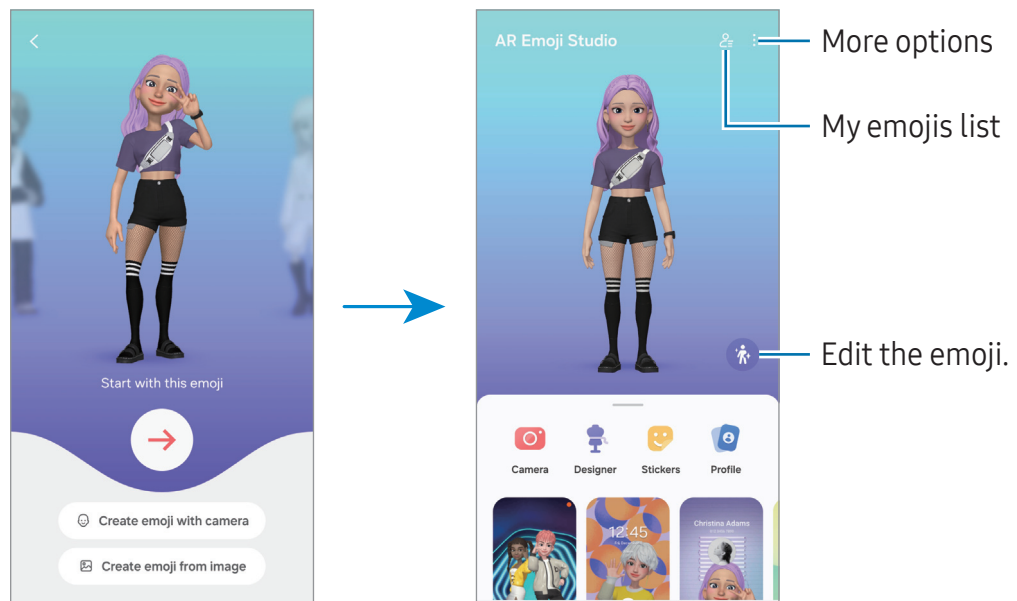 Start with this emoji
Create emoji with camera
Create emoji from image
AR Emoji Studio
More options
My emojis list
Edit the emoji.
Camera
Designer
Stickers
Profile
12:45
Christina Adams